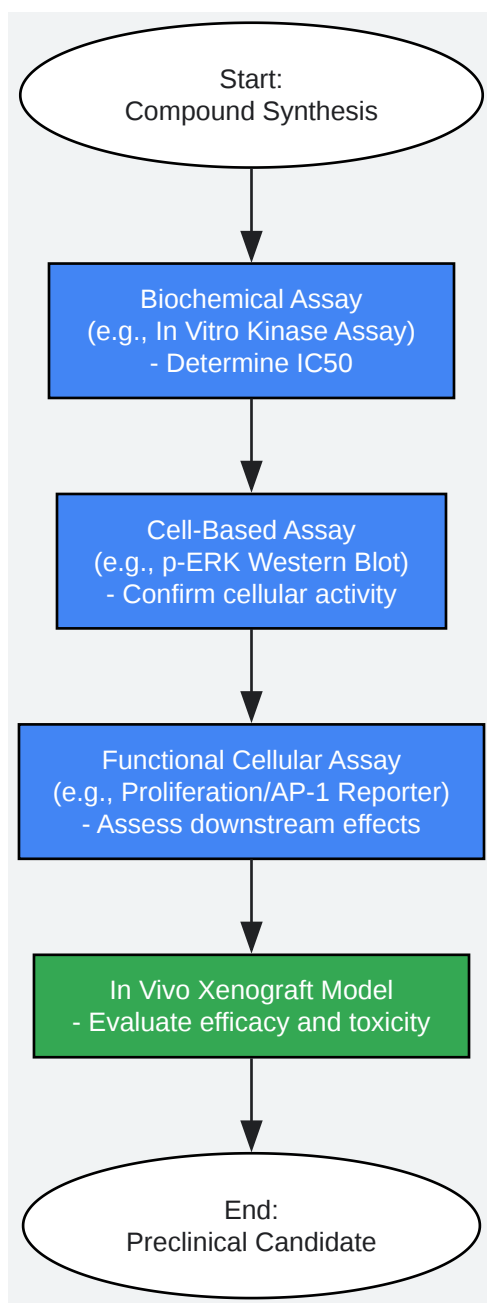 Start:
Compound Synthesis
Biochemical Assay
(e.g., In Vitro Kinase Assay)
- Determine IC50
Cell-Based Assay
(e.g., p-ERK Western Blot)
- Confirm cellular activity
Functional Cellular Assay
(e.g., Proliferation/AP-1 Reporter)
- Assess downstream effects
In Vivo Xenograft Model
- Evaluate efficacy and toxicity
End:
Preclinical Candidate